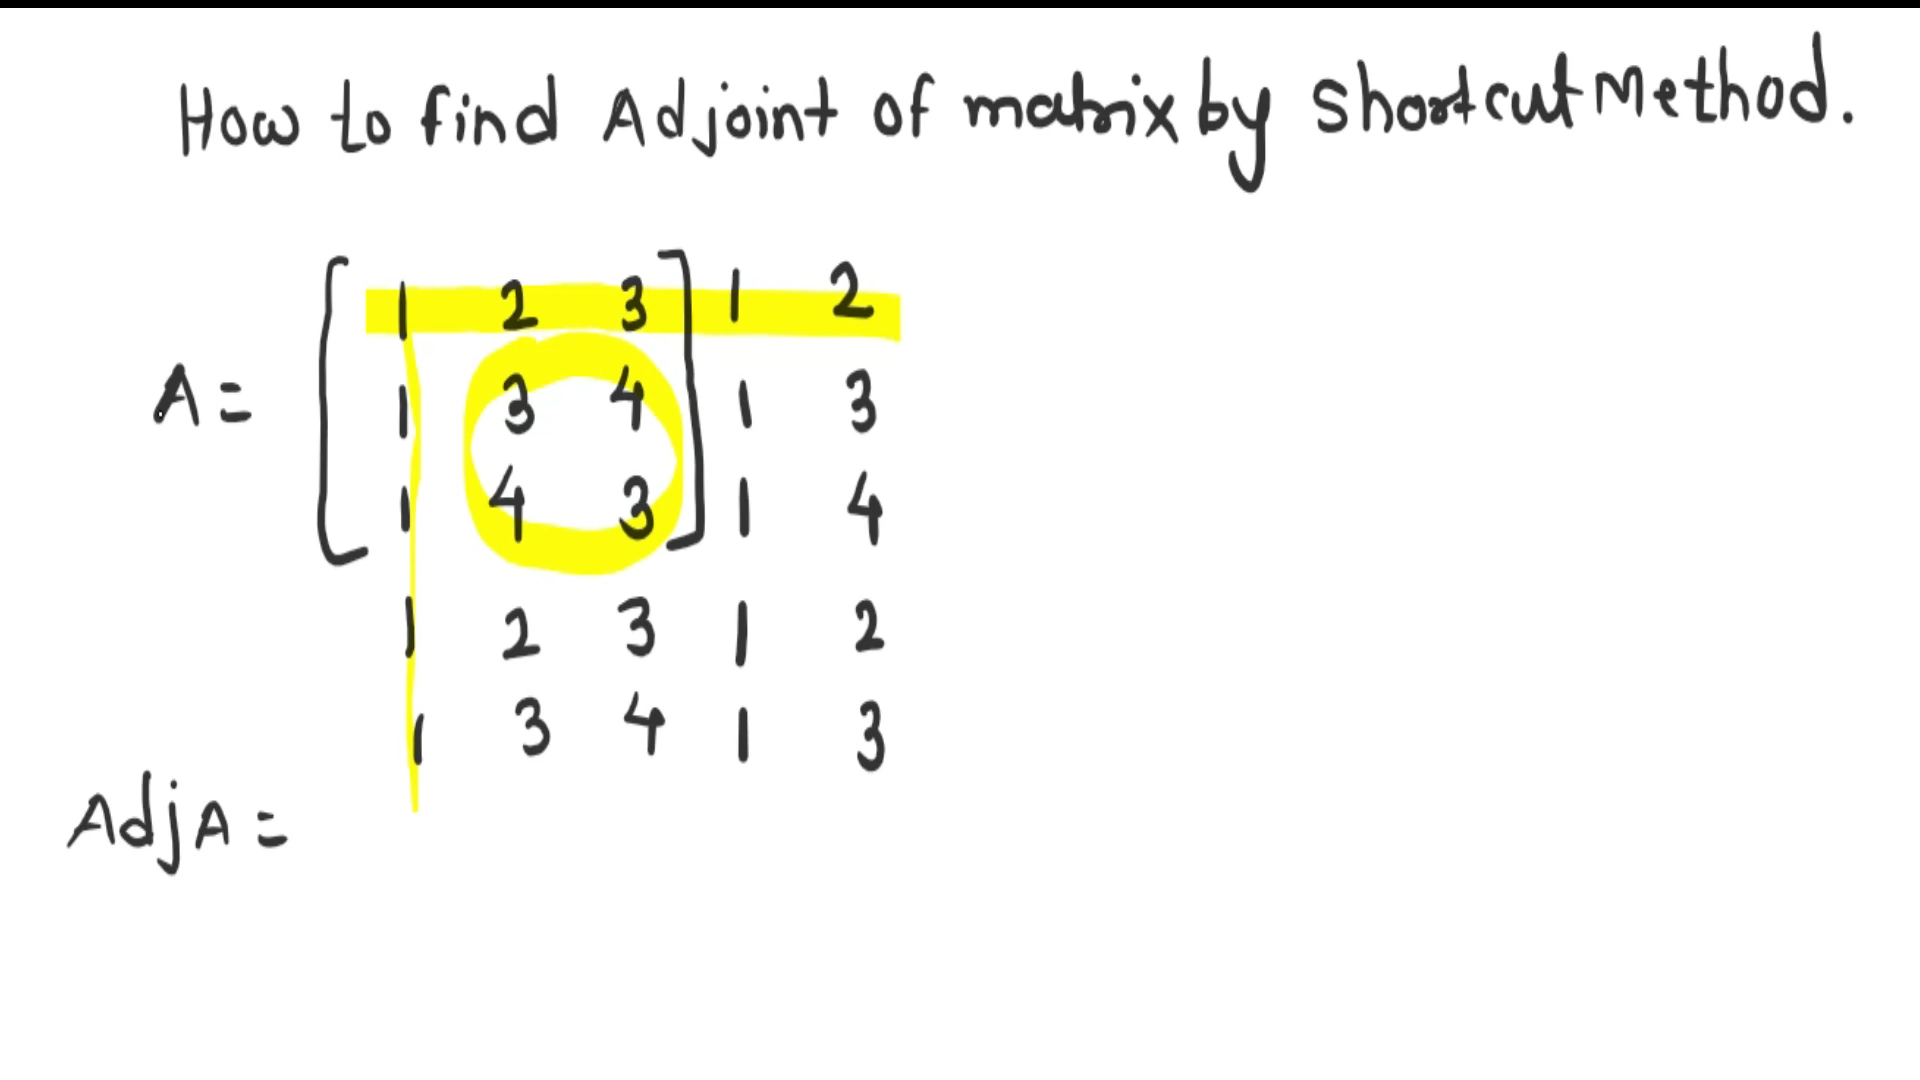 How to find Adjoint of matrix by Shortcut Method.
1 2 3 1 2
A = 1 3 4 1 3
1 4 3 1 4
1 2 3 1 2
1 3 4 1 3
AdjA =